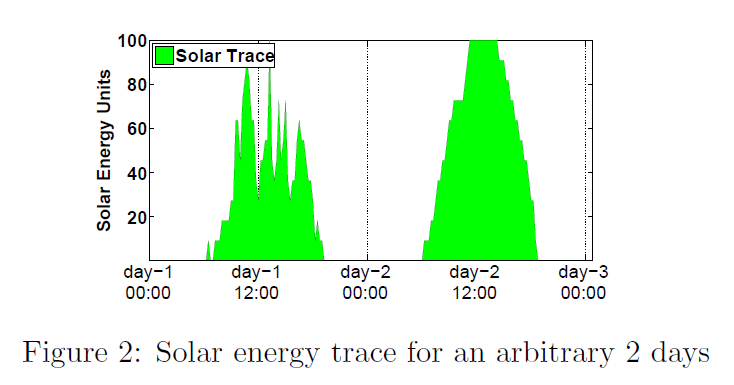 Solar Energy Units
100
80
60
40
20
Solar Trace
day-1 day-1 day-2 day-2 day-3
00:00 12:00 00:00 12:00 00:00
Figure 2: Solar energy trace for an arbitrary 2 days